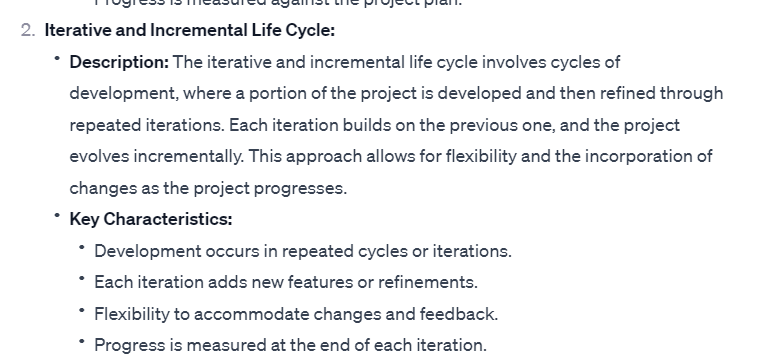 Progress is measured against the project plan.
2. Iterative and Incremental Life Cycle:
• Description: The iterative and incremental life cycle involves cycles of
development, where a portion of the project is developed and then refined through
repeated iterations. Each iteration builds on the previous one, and the project
evolves incrementally. This approach allows for flexibility and the incorporation of
changes as the project progresses.
• Key Characteristics:
• Development occurs in repeated cycles or iterations.
• Each iteration adds new features or refinements.
• Flexibility to accommodate changes and feedback.
• Progress is measured at the end of each iteration.